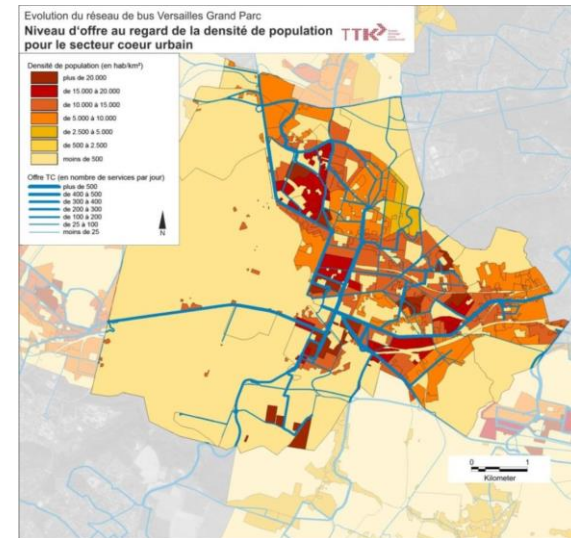 Evolution du réseau de bus Versailles Grand Parc
Niveau d'offre au regard de la densité de population
pour le secteur coeur urbain
TTK
Densité de population (en hab/km²)
plus de 20.000
de 15.000 à 20.000
de 10.000 à 15.000
de 5.000 à 10.000
de 2.500 à 5.000
de 500 à 2.500
moins de 500
Offre TC (en nombre de services par jour)
plus de 500
de 400 à 500
de 300 à 400
de 200 à 300
de 100 à 200
de 25 à 100
moins de 25
N
0 1
Kilometer